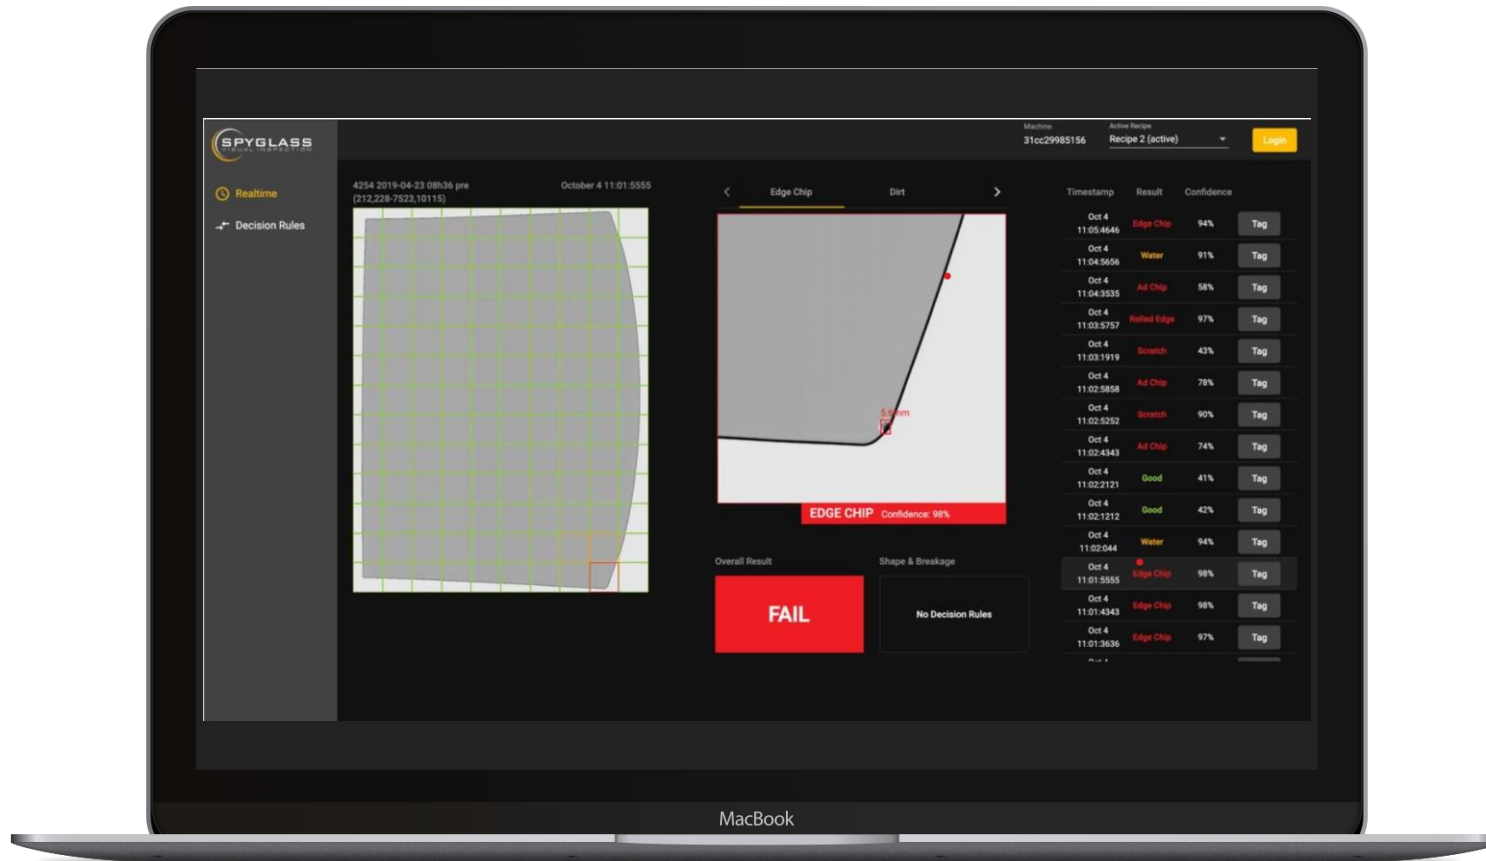 SPYGLASS
VISUAL INSPECTION
Realtime
Decision Rules
Machine
31cc29985156
Active Recipe
Recipe 2 (active)
Login
4254 2019-04-23 08h36 pre
(212,228-7523,10115)
October 4 11:01:5555
Edge Chip
Dirt
5.6 mm
EDGE CHIP Confidence: 98%
Overall Result
FAIL
Shape & Breakage
No Decision Rules
Timestamp Result Confidence
Oct 4
11:05:4646 Edge Chip 94% Tag
Oct 4
11:04:5656 Water 91% Tag
Oct 4
11:04:3535 Ad Chip 58% Tag
Oct 4
11:03:5757 Rolled Edge 97% Tag
Oct 4
11:03:1919 Scratch 43% Tag
Oct 4
11:02:5858 Ad Chip 78% Tag
Oct 4
11:02:5252 Scratch 90% Tag
Oct 4
11:02:4343 Ad Chip 74% Tag
Oct 4
11:02:2121 Good 41% Tag
Oct 4
11:02:1212 Good 42% Tag
Oct 4
11:02:044 Water 94% Tag
Oct 4
11:01:5555 Edge Chip 98% Tag
Oct 4
11:01:4343 Edge Chip 98% Tag
Oct 4
11:01:3636 Edge Chip 97% Tag
MacBook